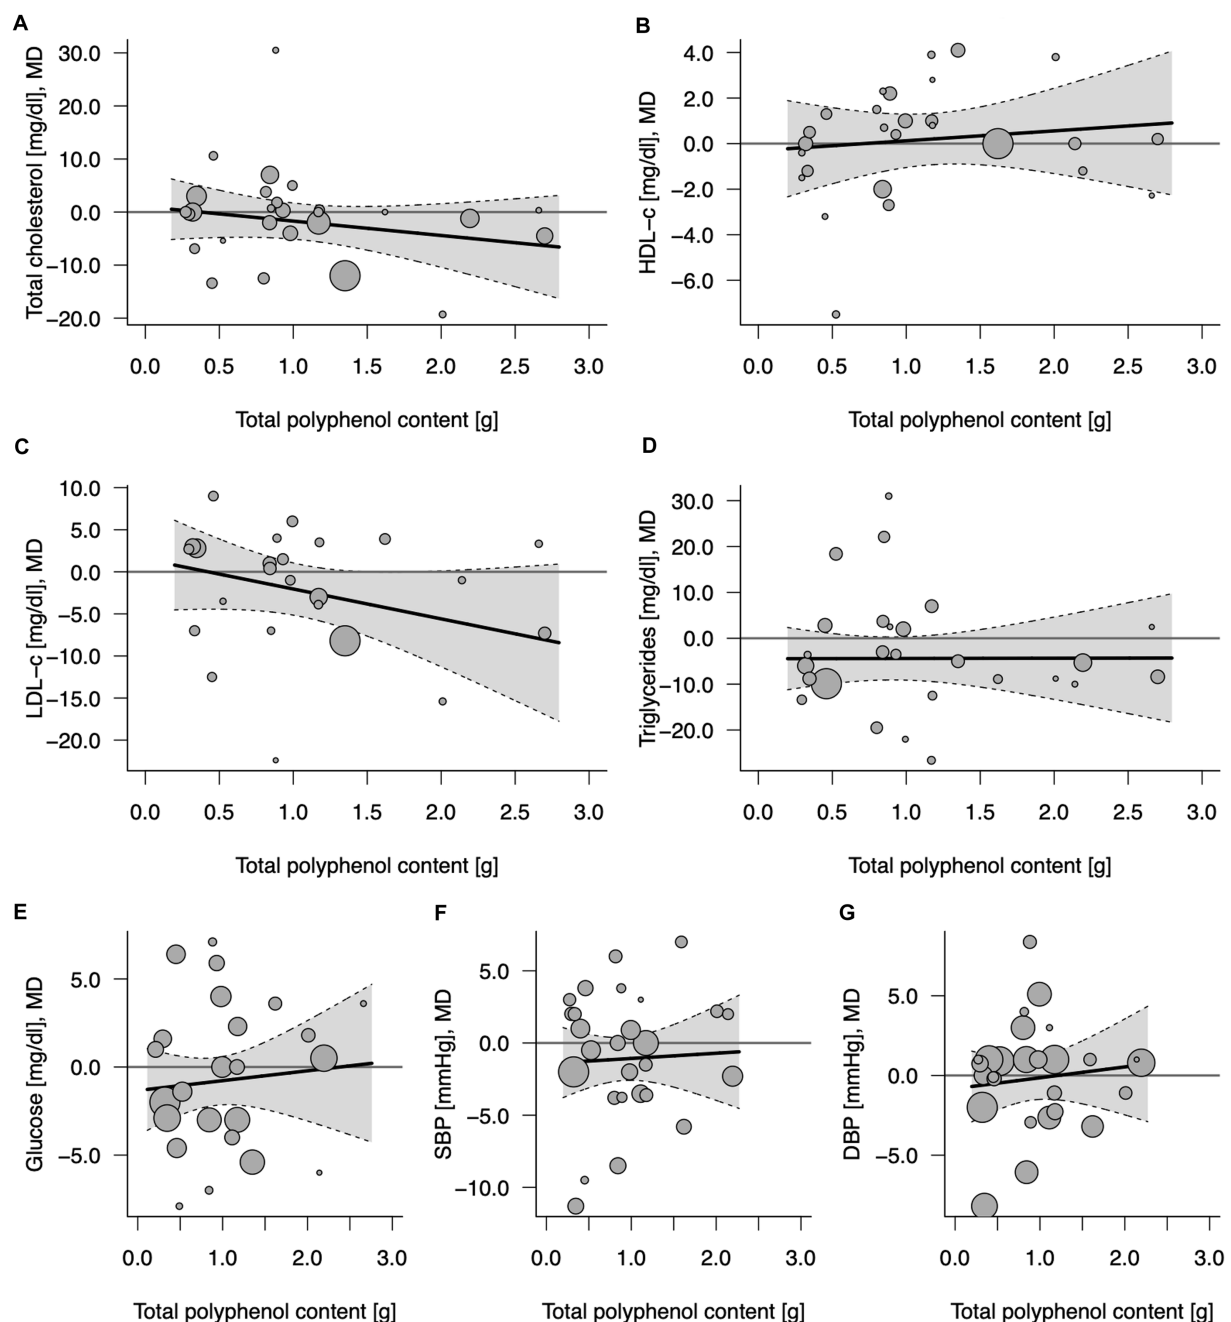 A
Total cholesterol [mg/dl], MD
30.0
20.0
10.0
0.0
−10.0
−20.0
0.0 0.5 1.0 1.5 2.0 2.5 3.0
Total polyphenol content [g]
B
HDL−c [mg/dl], MD
4.0
2.0
0.0
−2.0
−4.0
−6.0
0.0 0.5 1.0 1.5 2.0 2.5 3.0
Total polyphenol content [g]
C
LDL−c [mg/dl], MD
10.0
5.0
0.0
−5.0
−10.0
−15.0
−20.0
0.0 0.5 1.0 1.5 2.0 2.5 3.0
Total polyphenol content [g]
D
Triglycerides [mg/dl], MD
30.0
20.0
10.0
0.0
−10.0
−20.0
0.0 0.5 1.0 1.5 2.0 2.5 3.0
Total polyphenol content [g]
E
Glucose [mg/dl], MD
5.0
0.0
−5.0
0.0 1.0 2.0 3.0
Total polyphenol content [g]
F
SBP [mmHg], MD
5.0
0.0
−5.0
−10.0
0.0 1.0 2.0 3.0
Total polyphenol content [g]
G
DBP [mmHg], MD
5.0
0.0
−5.0
0.0 1.0 2.0 3.0
Total polyphenol content [g]